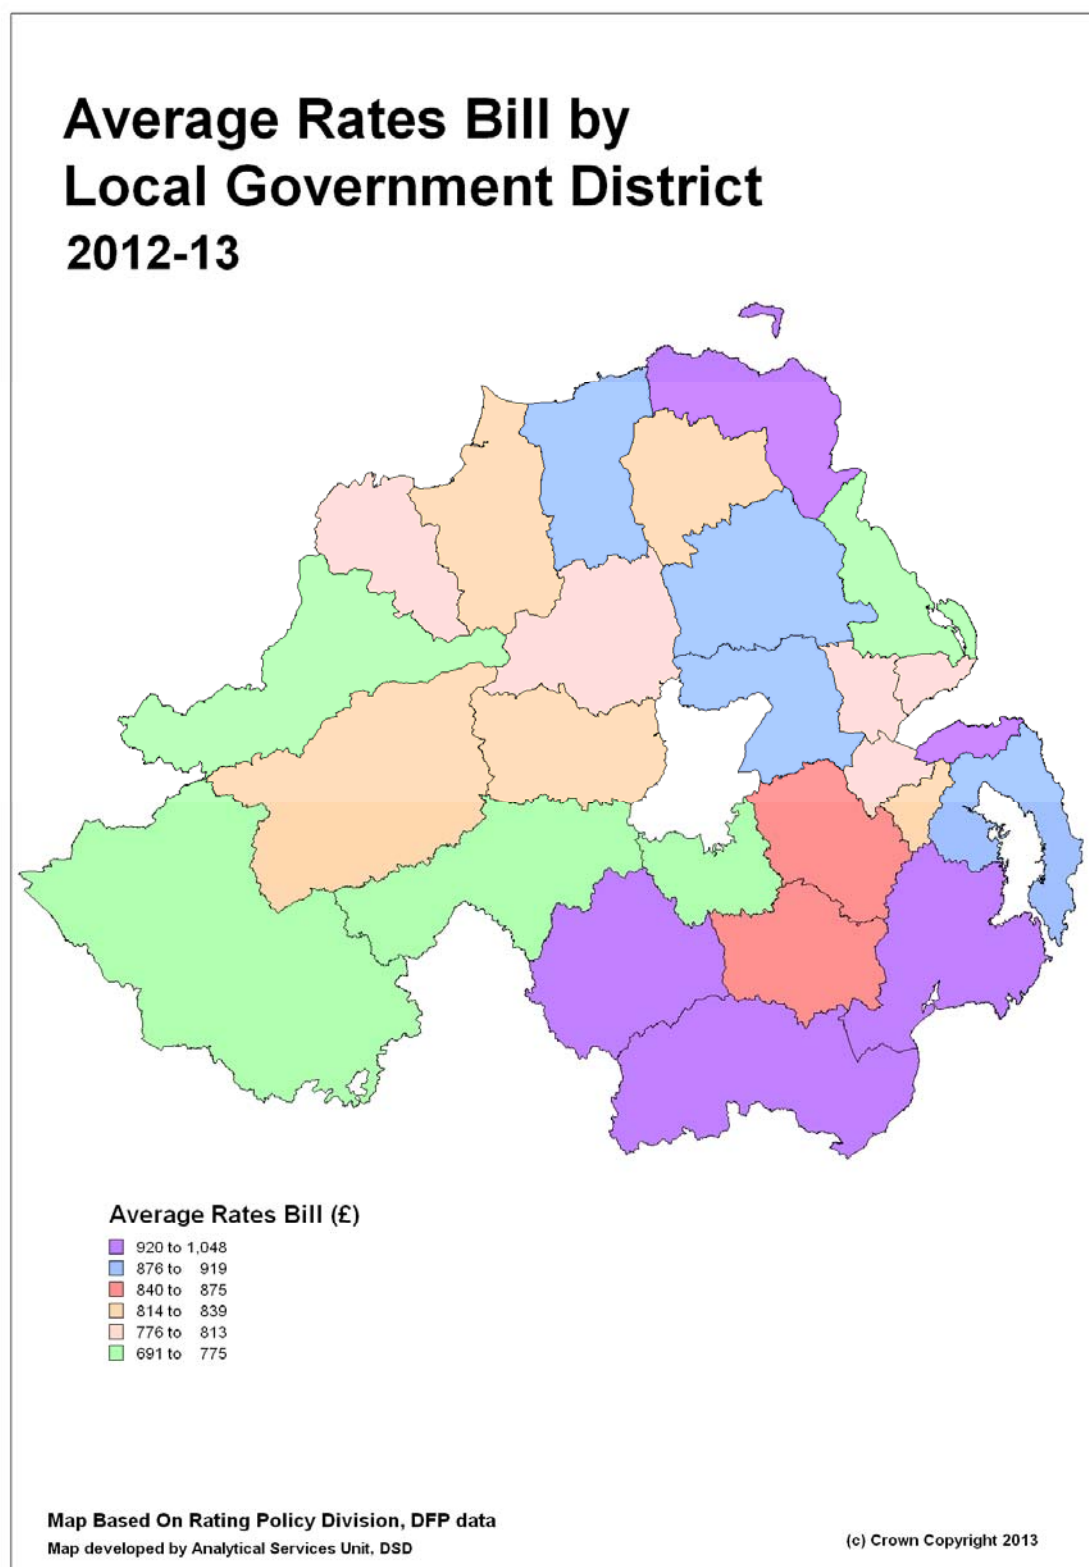 Average Rates Bill by
Local Government District
2012-13
Average Rates Bill (£)
920 to 1,048
876 to 919
840 to 875
814 to 839
776 to 813
691 to 775
Map Based On Rating Policy Division, DFP data
Map developed by Analytical Services Unit, DSD
(c) Crown Copyright 2013